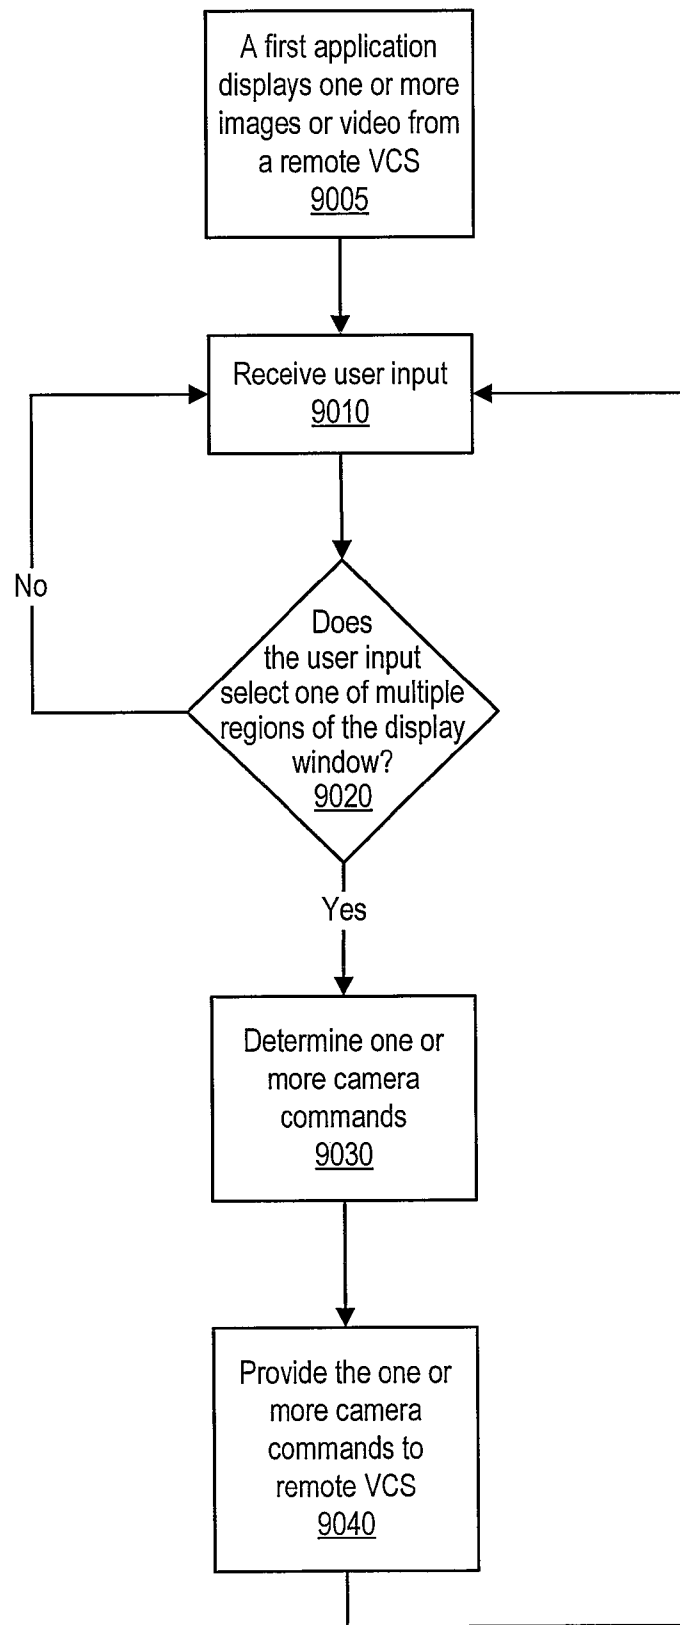 A first application
displays one or more
images or video from
a remote VCS
9005
Receive user input
9010
No
Does
the user input
select one of multiple
regions of the display
window?
9020
Yes
Determine one or
more camera
commands
9030
Provide the one or
more camera
commands to
remote VCS
9040